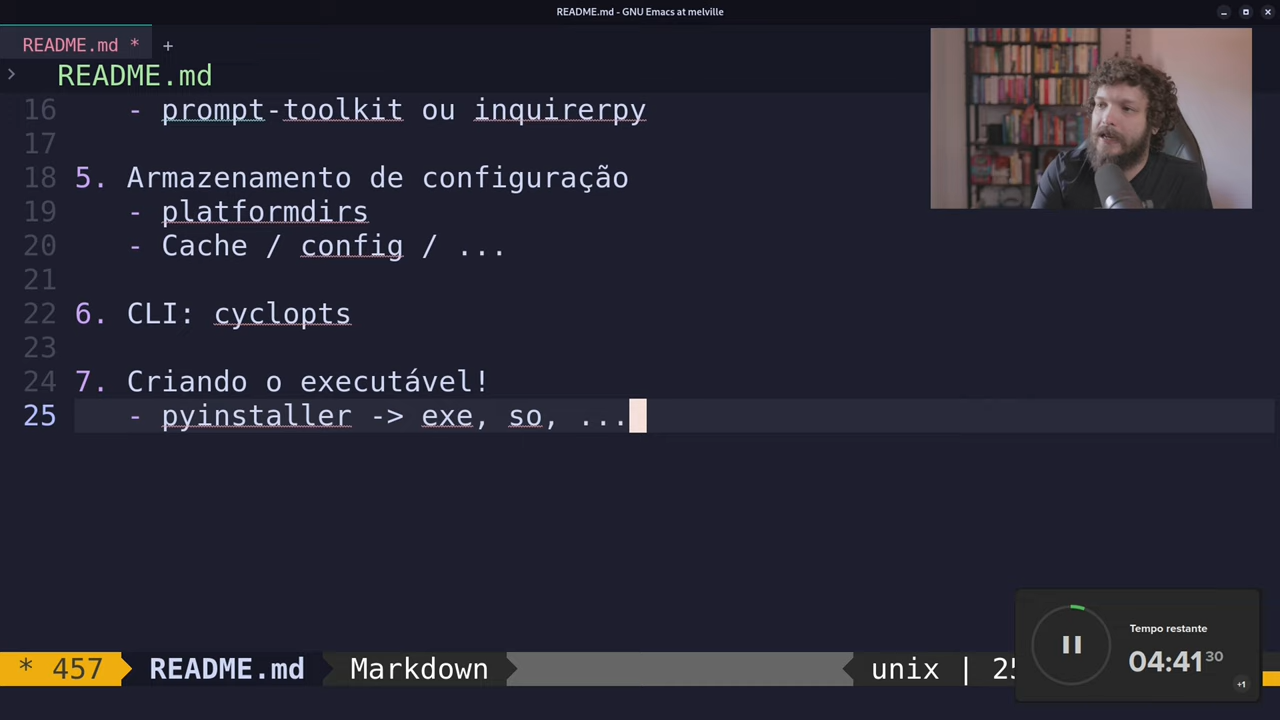 README.md - GNU Emacs at melville
README.md * +
> README.md
16 - prompt-toolkit ou inquirerpy
17
18 5. Armazenamento de configuração
19 - platformdirs
20 - Cache / config / ...
21
22 6. CLI: cyclopts
23
24 7. Criando o executável!
25 - pyinstaller -> exe, so, ...
* 457 README.md Markdown unix | 25
Tempo restante
04:41 30
+1